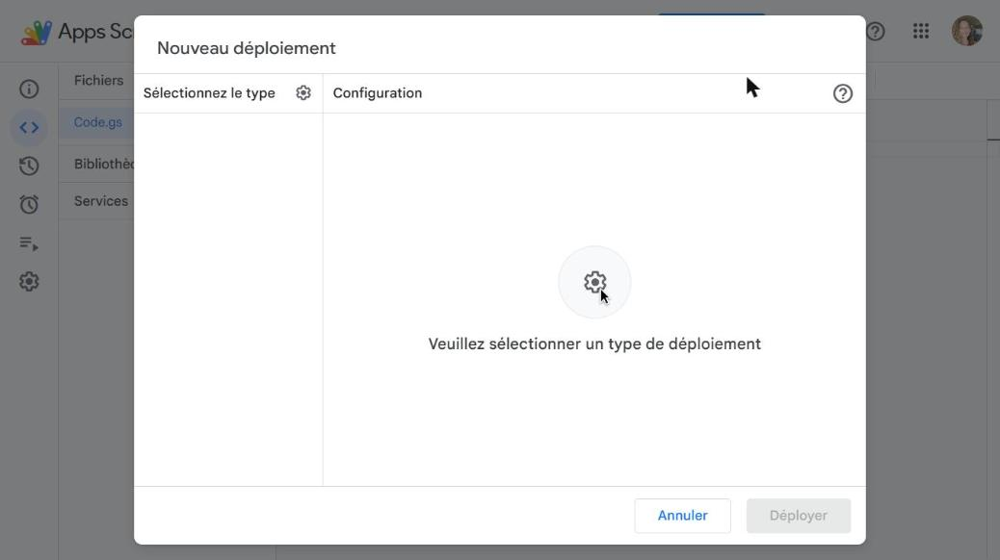 Apps Sc
Nouveau déploiement
Fichiers
Sélectionnez le type
Configuration
Code.gs
Bibliothèc
Services
Veuillez sélectionner un type de déploiement
Annuler
Déployer